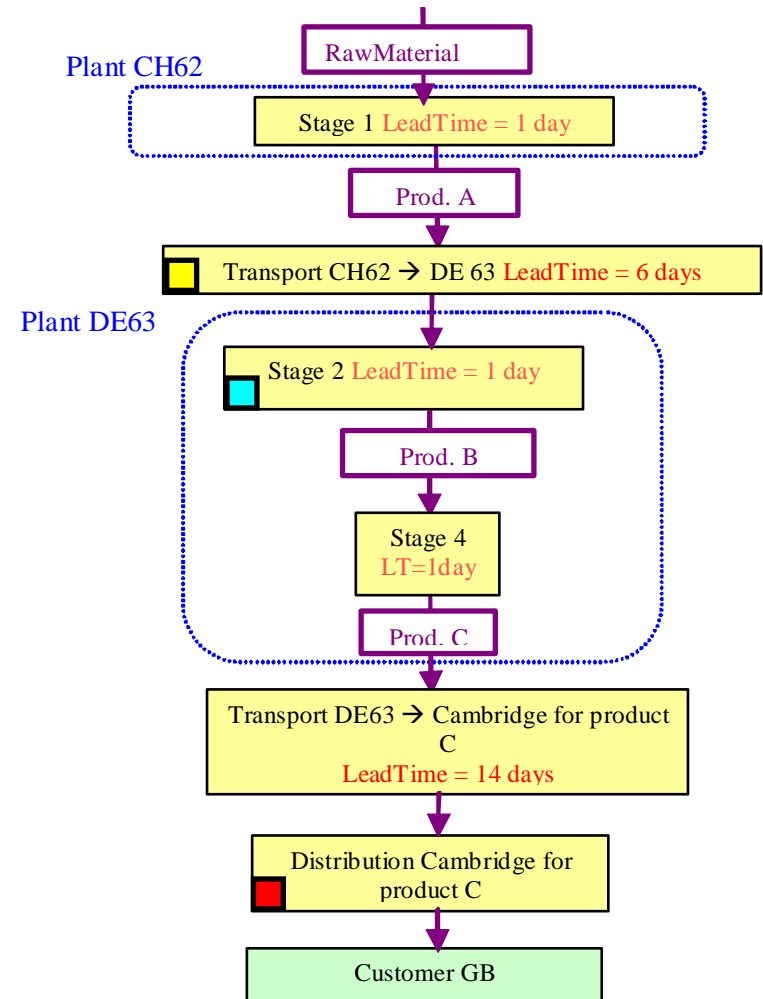 RawMaterial
Plant CH62
Stage 1 LeadTime = 1 day
Prod. A
Transport CH62 → DE 63 LeadTime = 6 days
Plant DE63
Stage 2 LeadTime = 1 day
Prod. B
Stage 4
LT=1day
Prod. C
Transport DE63 → Cambridge for product
C
LeadTime = 14 days
Distribution Cambridge for
product C
Customer GB